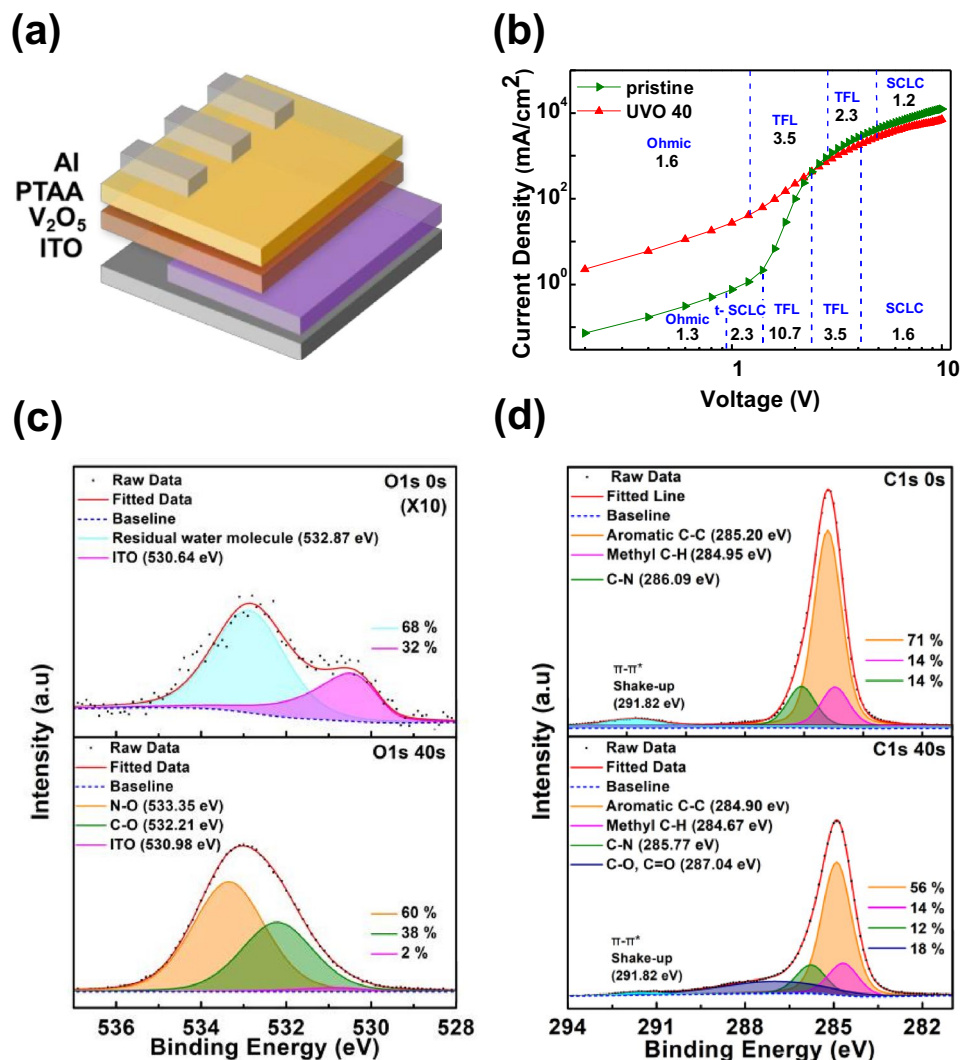 (a)
Al
PTAA
V₂O₅
ITO
(b)
Current Density (mA/cm²)
10⁴
10²
10⁰
pristine
UVO 40
Ohmic
1.6
TFL
3.5
TFL
2.3
SCLC
1.2
Ohmic
1.3
t- SCLC
2.3
TFL
10.7
TFL
3.5
SCLC
1.6
1
10
Voltage (V)
(c)
Intensity (a.u)
Raw Data
Fitted Data
Baseline
Residual water molecule (532.87 eV)
ITO (530.64 eV)
O1s 0s
(X10)
68 %
32 %
Raw Data
Fitted Data
Baseline
N-O (533.35 eV)
C-O (532.21 eV)
ITO (530.98 eV)
O1s 40s
60 %
38 %
2 %
536
534
532
530
528
Binding Energy (eV)
(d)
Intensity (a.u)
Raw Data
Fitted Line
Baseline
Aromatic C-C (285.20 eV)
Methyl C-H (284.95 eV)
C-N (286.09 eV)
C1s 0s
71 %
14 %
14 %
π-π*
Shake-up
(291.82 eV)
Raw Data
Fitted Data
Baseline
Aromatic C-C (284.90 eV)
Methyl C-H (284.67 eV)
C-N (285.77 eV)
C-O, C=O (287.04 eV)
C1s 40s
56 %
14 %
12 %
18 %
π-π*
Shake-up
(291.82 eV)
294
291
288
285
282
Binding Energy (eV)